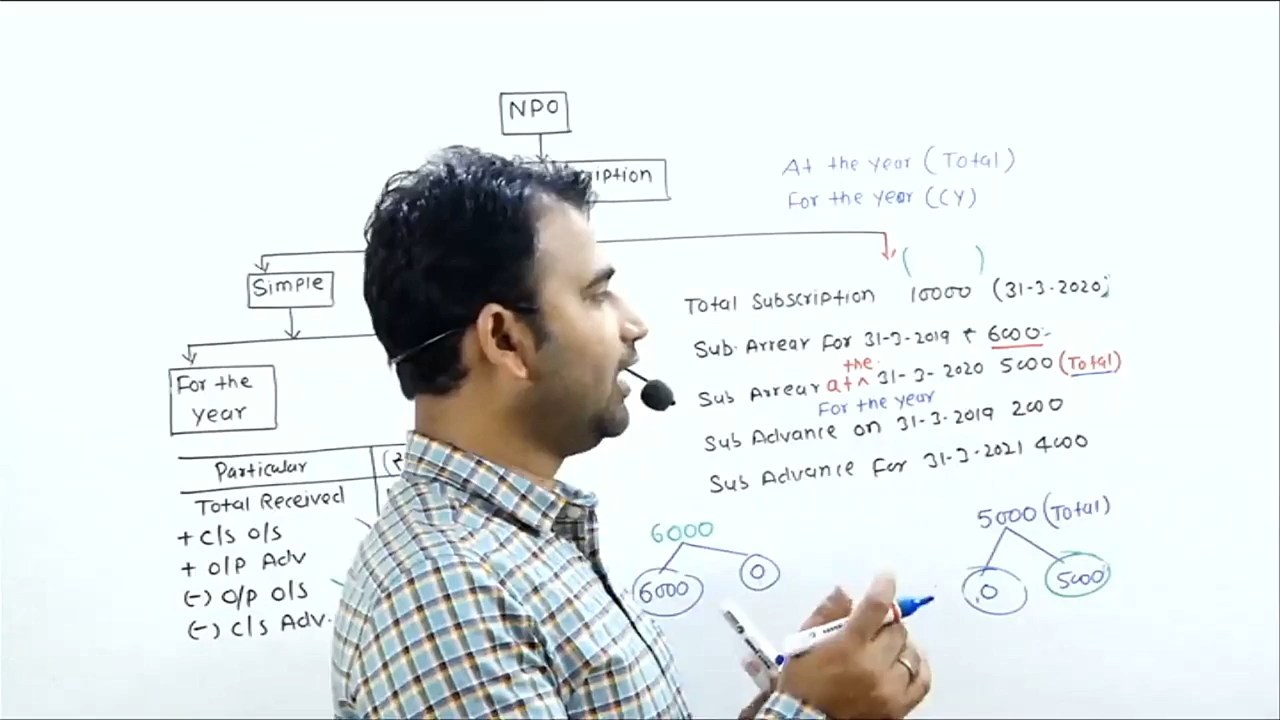 NPO
At the year (Total)
For the year (CY)
Simple
For the
year
Particular (₹
Total Received
+ c/s o/s
+ o/p Adv
(-) o/p o/s
(-) c/s Adv.
( )
Total Subscription 10000 (31-3-2020)
Sub. Arrear for 31-3-2019 ₹ 6000
the
Sub Arrear at ^ 31-3-2020 5000 (Total)
For the year
Sub Advance on 31-3-2019 2000
Sub Advance for 31-3-2021 4000
6000
6000 0
5000 (Total)
0 5000